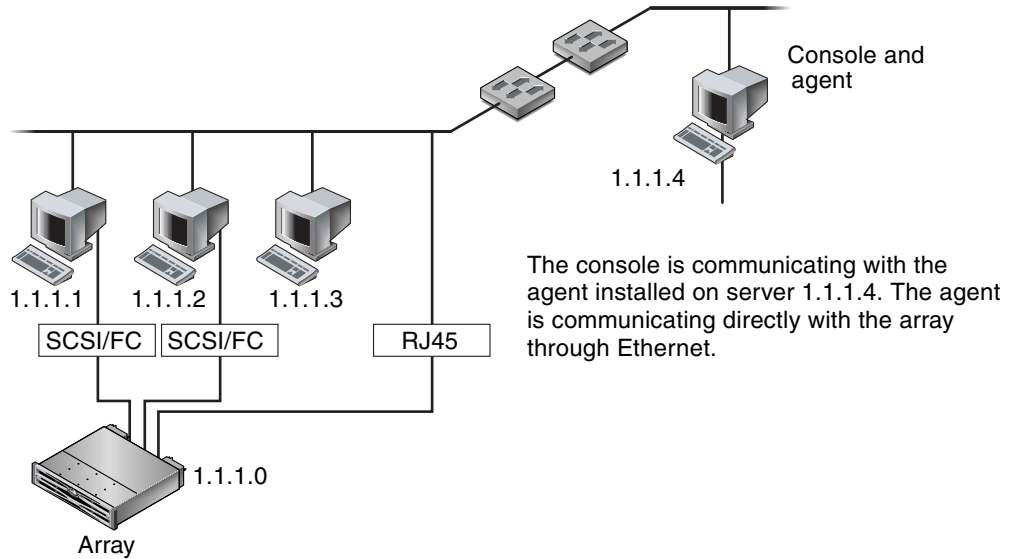 Console and
agent
1.1.1.4
1.1.1.1
1.1.1.2
1.1.1.3
The console is communicating with the
agent installed on server 1.1.1.4. The agent
is communicating directly with the array
through Ethernet.
SCSI/FC
SCSI/FC
RJ45
1.1.1.0
Array